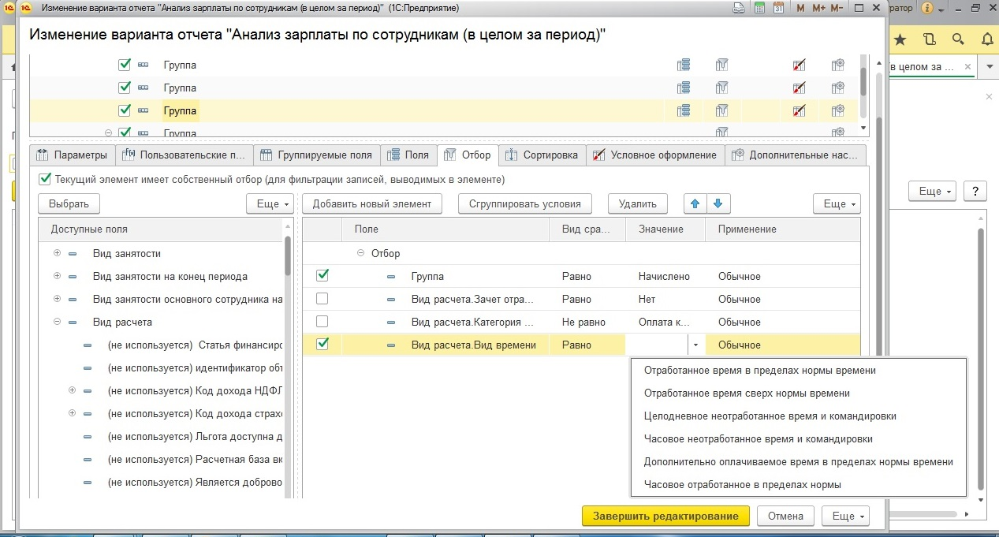 Изменение варианта отчета "Анализ зарплаты по сотрудникам (в целом за период)" (1С:Предприятие)
M M+ M-
ратор
Изменение варианта отчета "Анализ зарплаты по сотрудникам (в целом за период)"
Группа
(в целом за ...
Группа
Группа
Группа
Параметры Пользовательские п... Группируемые поля Поля Отбор Сортировка Условное оформление Дополнительные нас...
Текущий элемент имеет собственный отбор (для фильтрации записей, выводимых в элементе)
Еще ?
Выбрать Еще Добавить новый элемент Сгруппировать условия Удалить Еще
Доступные поля Поле Вид сра... Значение Применение
Вид занятости Отбор
Вид занятости на конец периода Группа Равно Начислено Обычное
Вид занятости основного сотрудника на Вид расчета.Зачет отра... Равно Нет Обычное
Вид расчета Вид расчета.Категория ... Не равно Оплата к... Обычное
(не используется) Статья финансиро Вид расчета.Вид времени Равно Обычное
(не используется) идентификатор объ
(не используется) Код дохода НДФЛ
(не используется) Код дохода страхо
(не используется) Льгота доступна д
(не используется) Расчетная база вк
(не используется) Является доброво
Отработанное время в пределах нормы времени
Отработанное время сверх нормы времени
Целодневное неотработанное время и командировки
Часовое неотработанное время и командировки
Дополнительно оплачиваемое время в пределах нормы времени
Часовое отработанное в пределах нормы
Завершить редактирование Отмена Еще